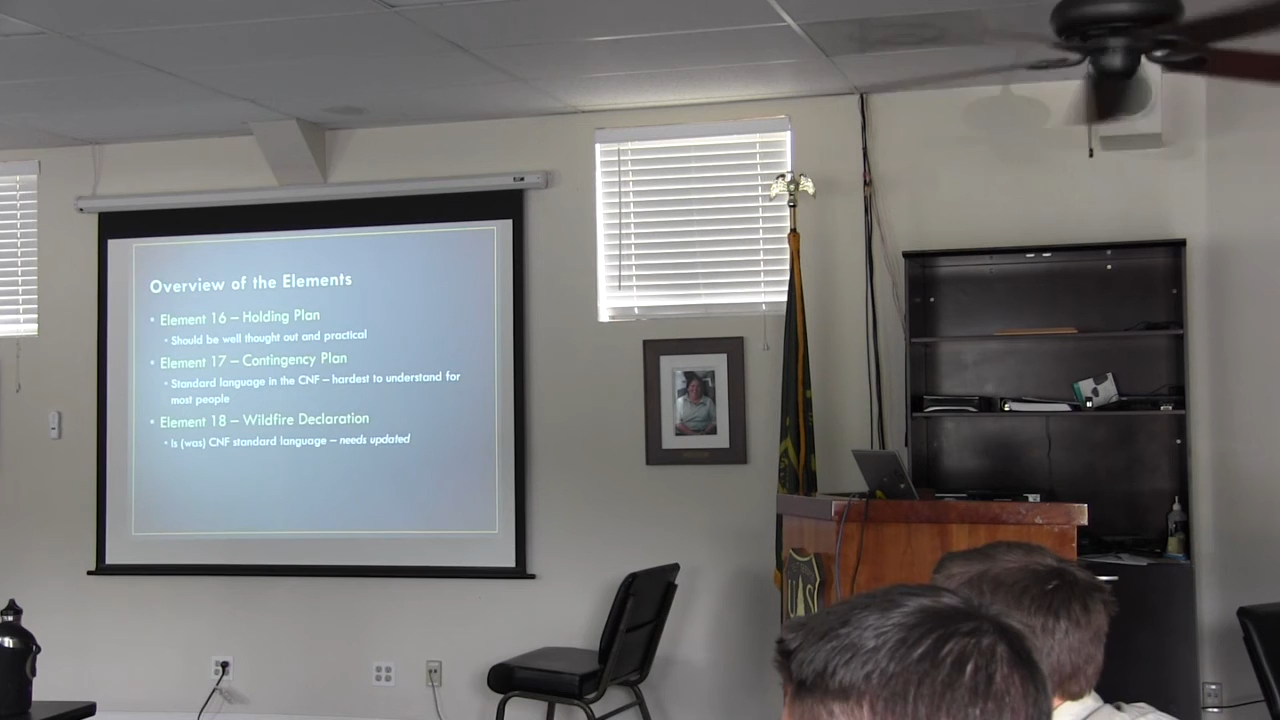 Overview of the Elements
• Element 16 – Holding Plan
• Should be well thought out and practical
• Element 17 – Contingency Plan
• Standard language in the CNF – hardest to understand for
most people
• Element 18 – Wildfire Declaration
• Is (was) CNF standard language – needs updated
U S